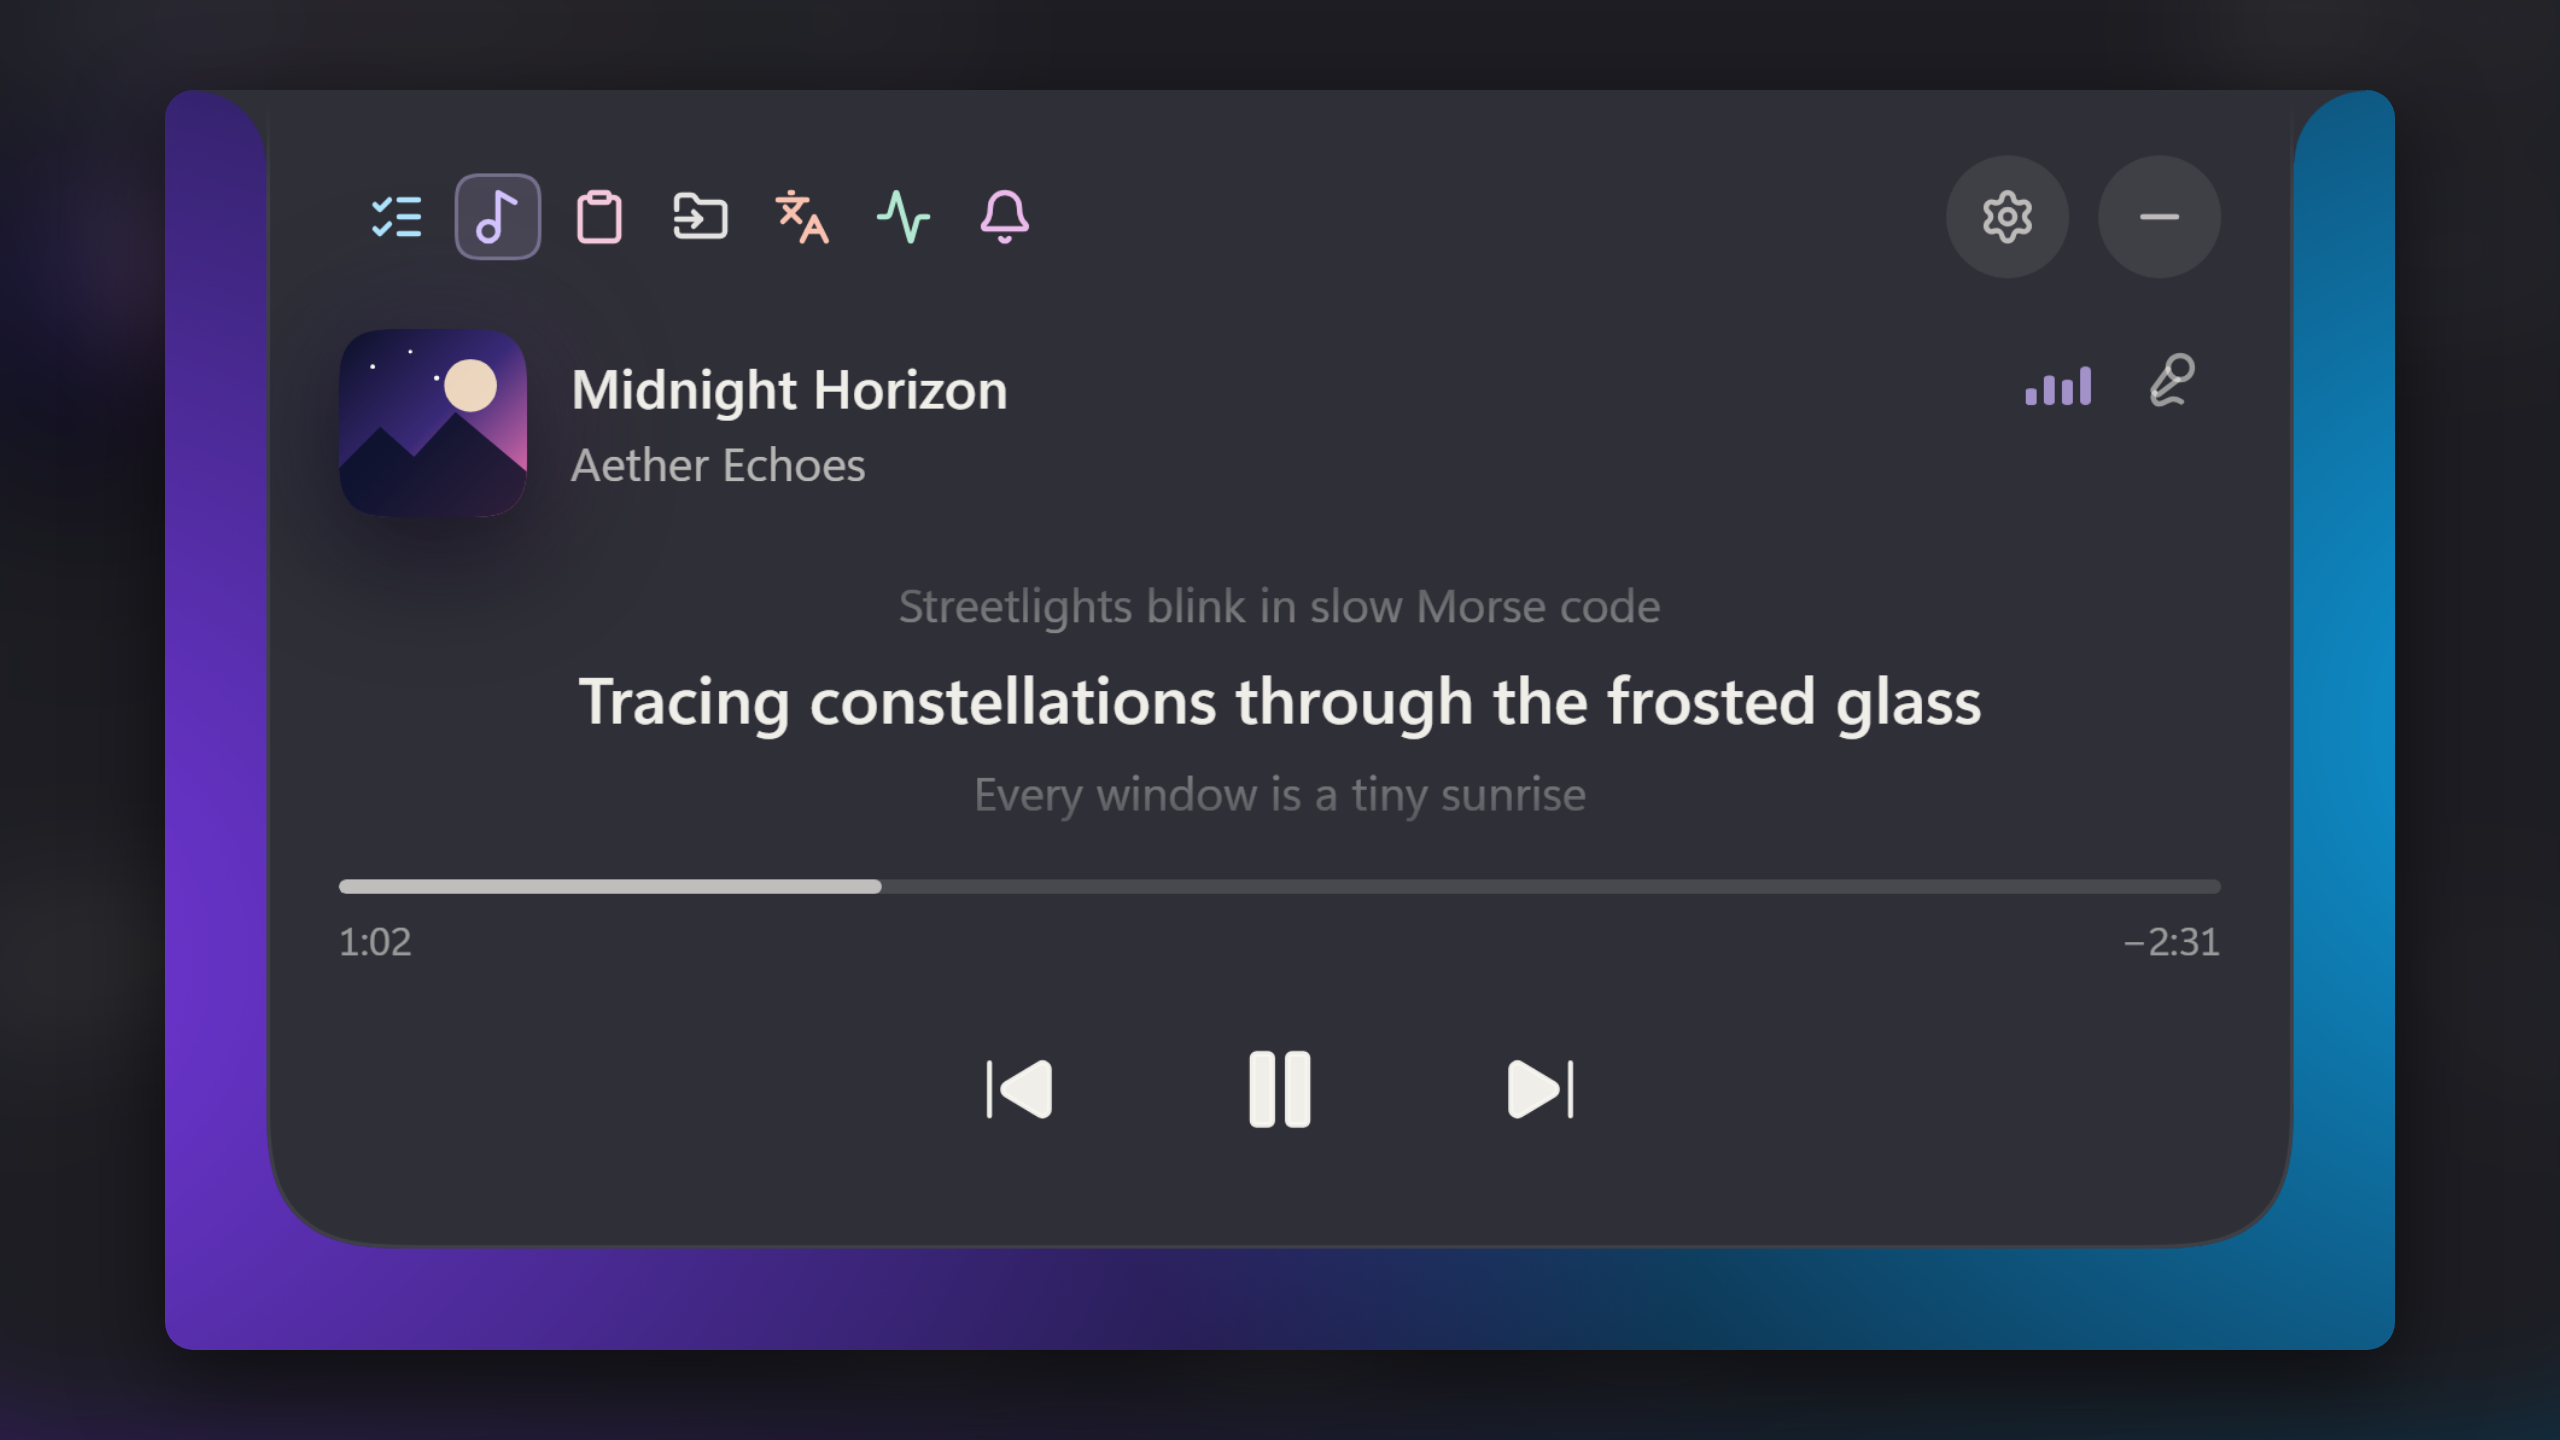 Midnight Horizon
Aether Echoes
Streetlights blink in slow Morse code
Tracing constellations through the frosted glass
Every window is a tiny sunrise
1:02
−2:31